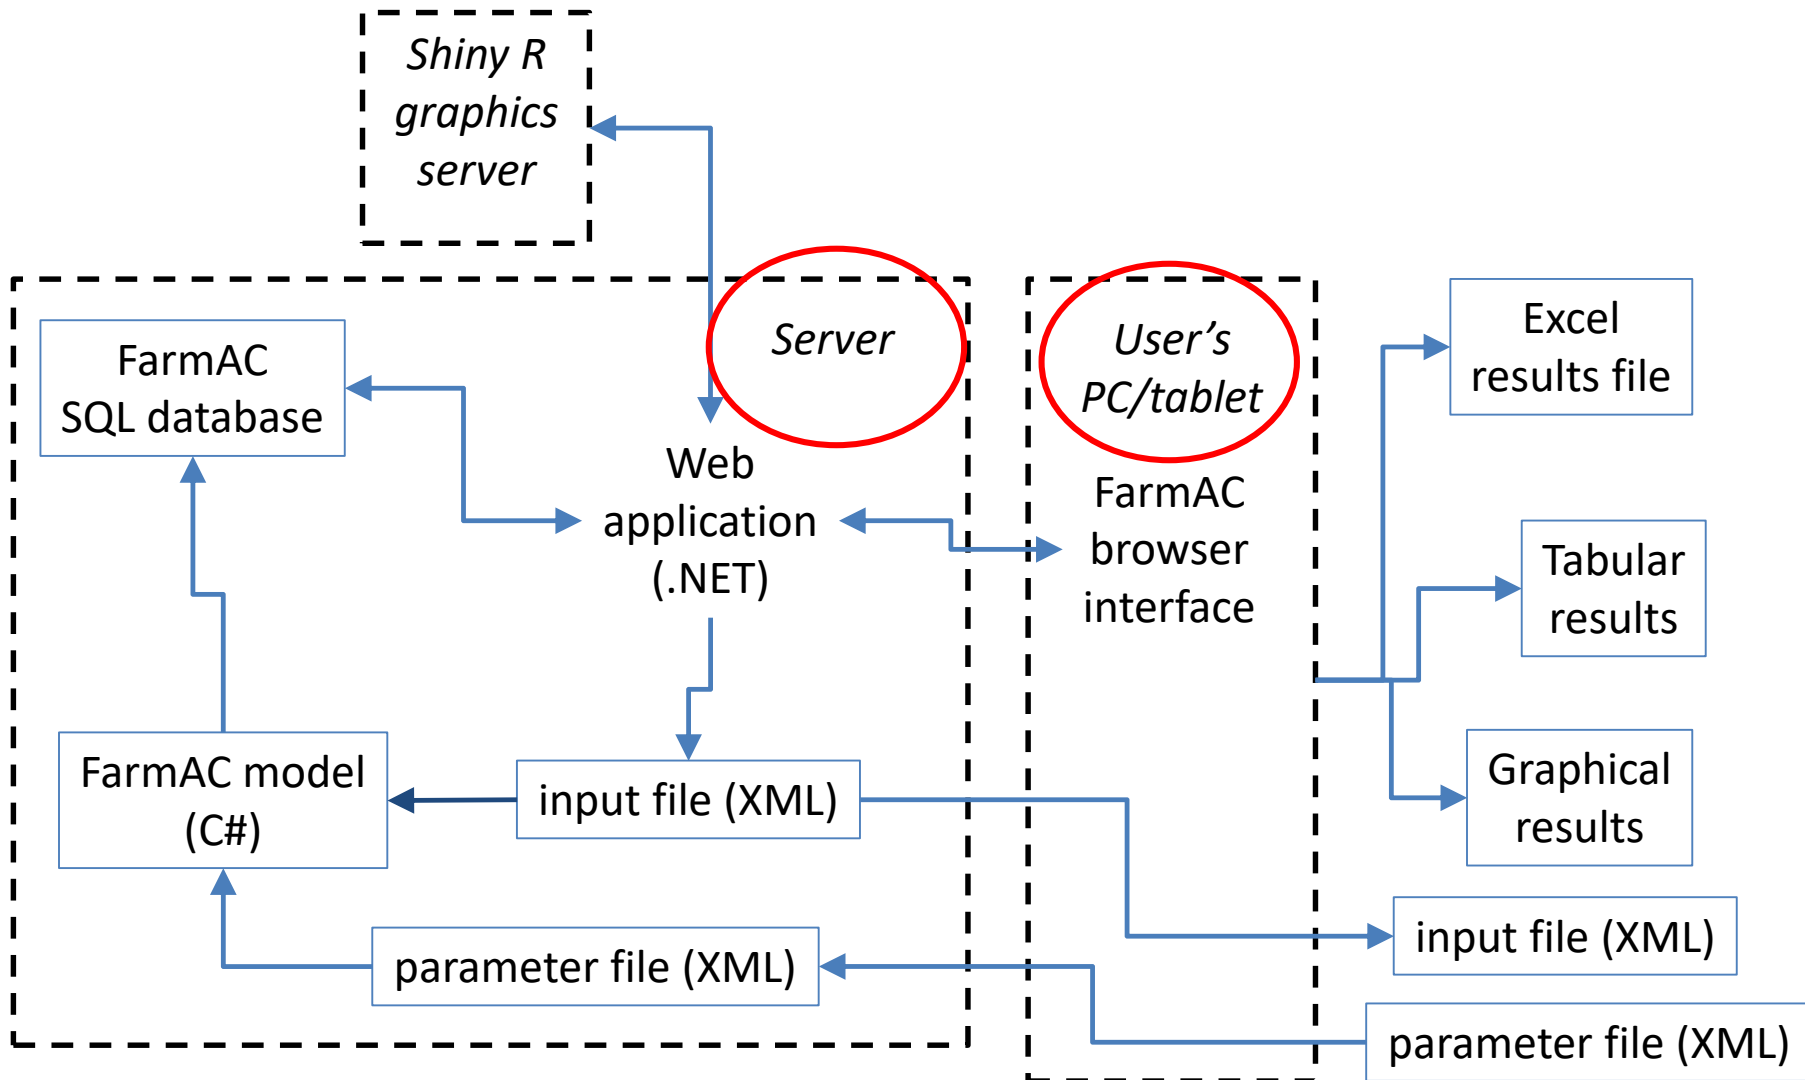 Shiny R
graphics
server
Server
User’s
PC/tablet
Excel
results file
FarmAC
SQL database
Web
application
(.NET)
FarmAC
browser
interface
Tabular
results
FarmAC model
(C#)
input file (XML)
Graphical
results
input file (XML)
parameter file (XML)
parameter file (XML)